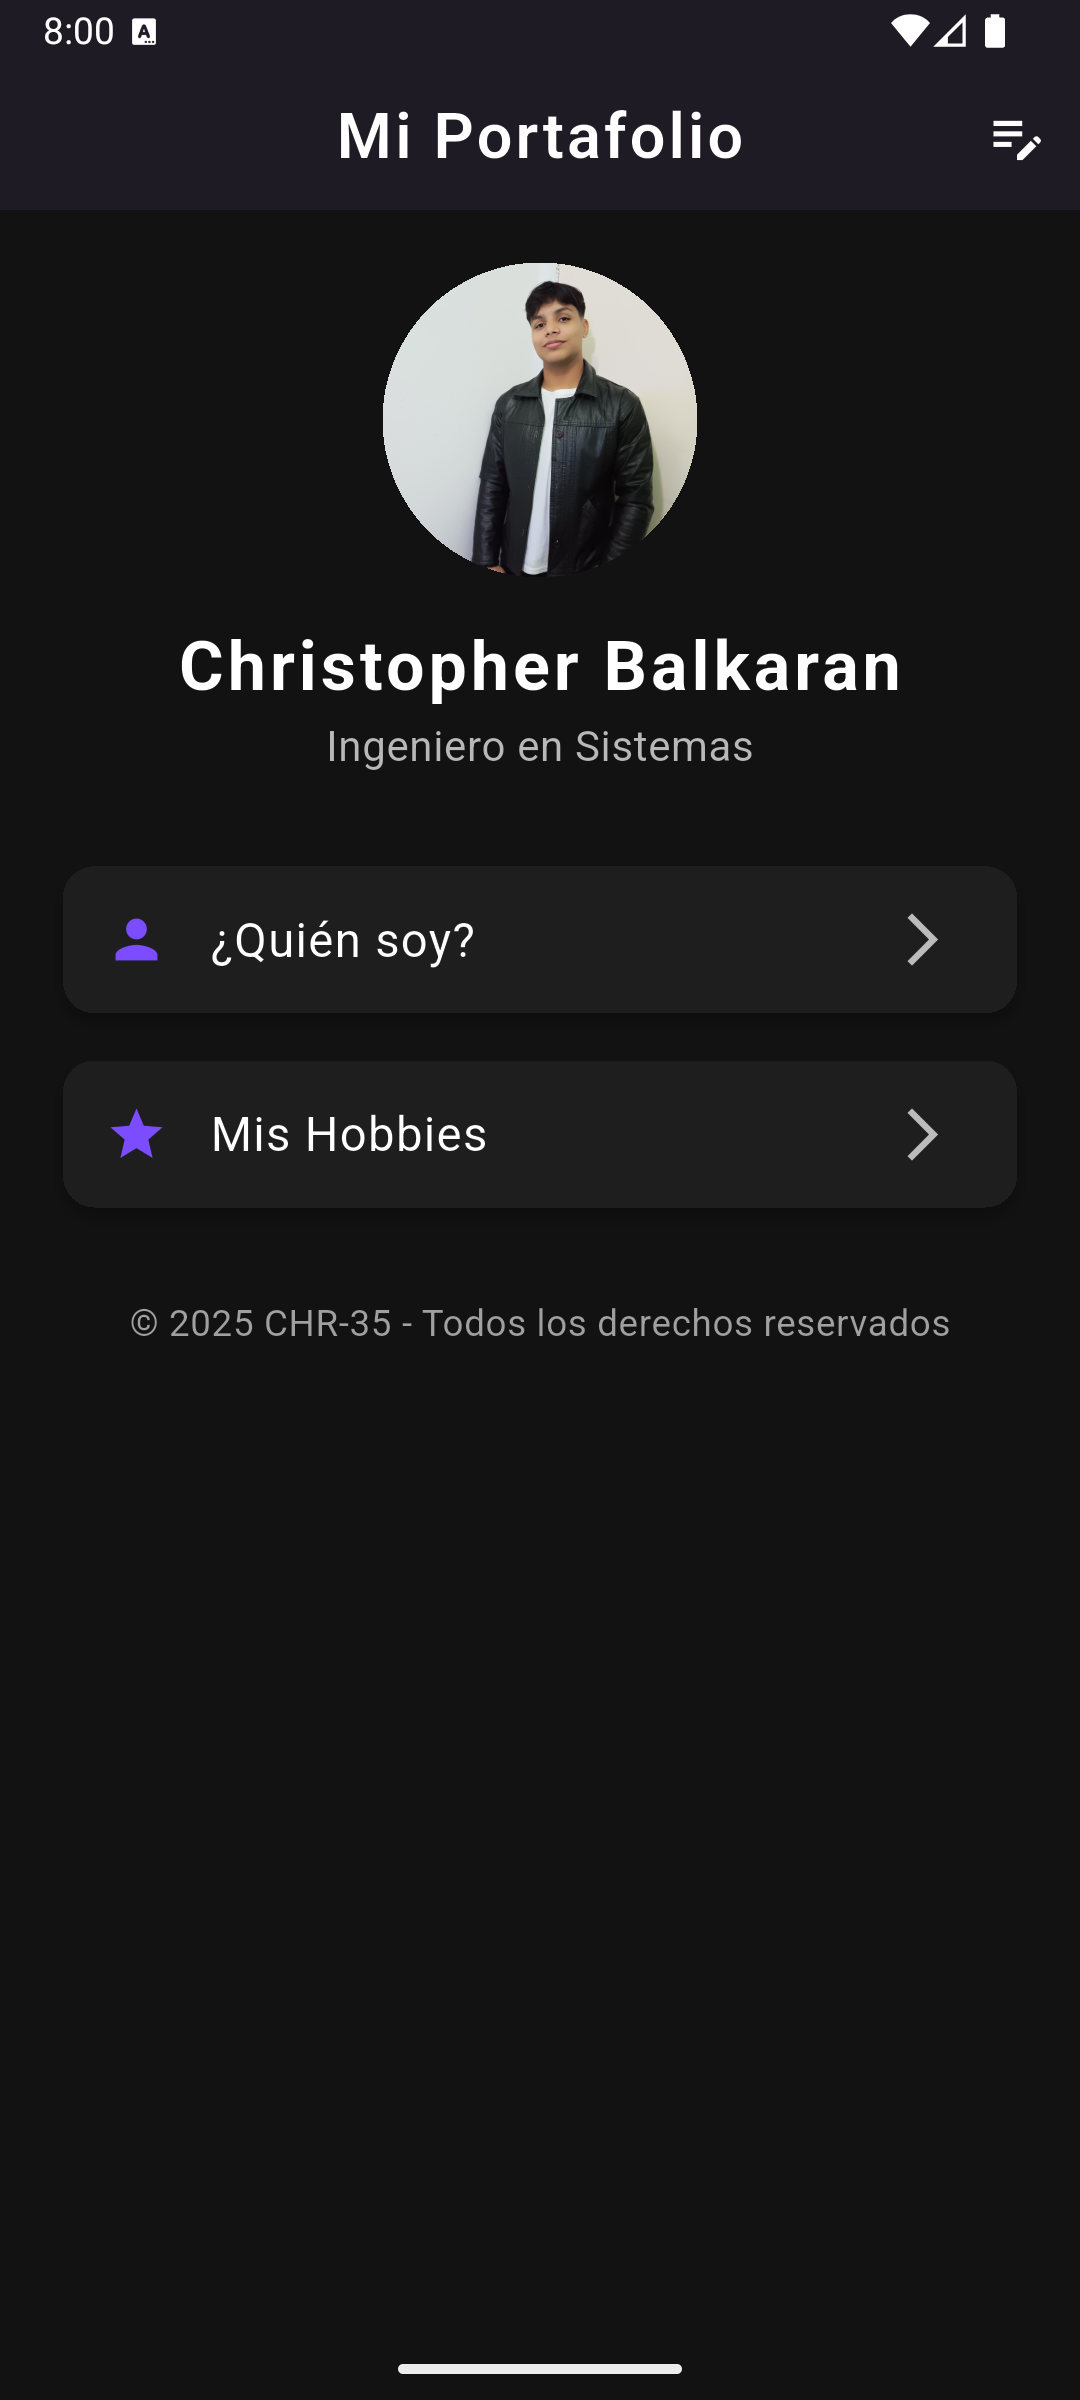 8:00
Mi Portafolio
Christopher Balkaran
Ingeniero en Sistemas
¿Quién soy?
Mis Hobbies
© 2025 CHR-35 - Todos los derechos reservados